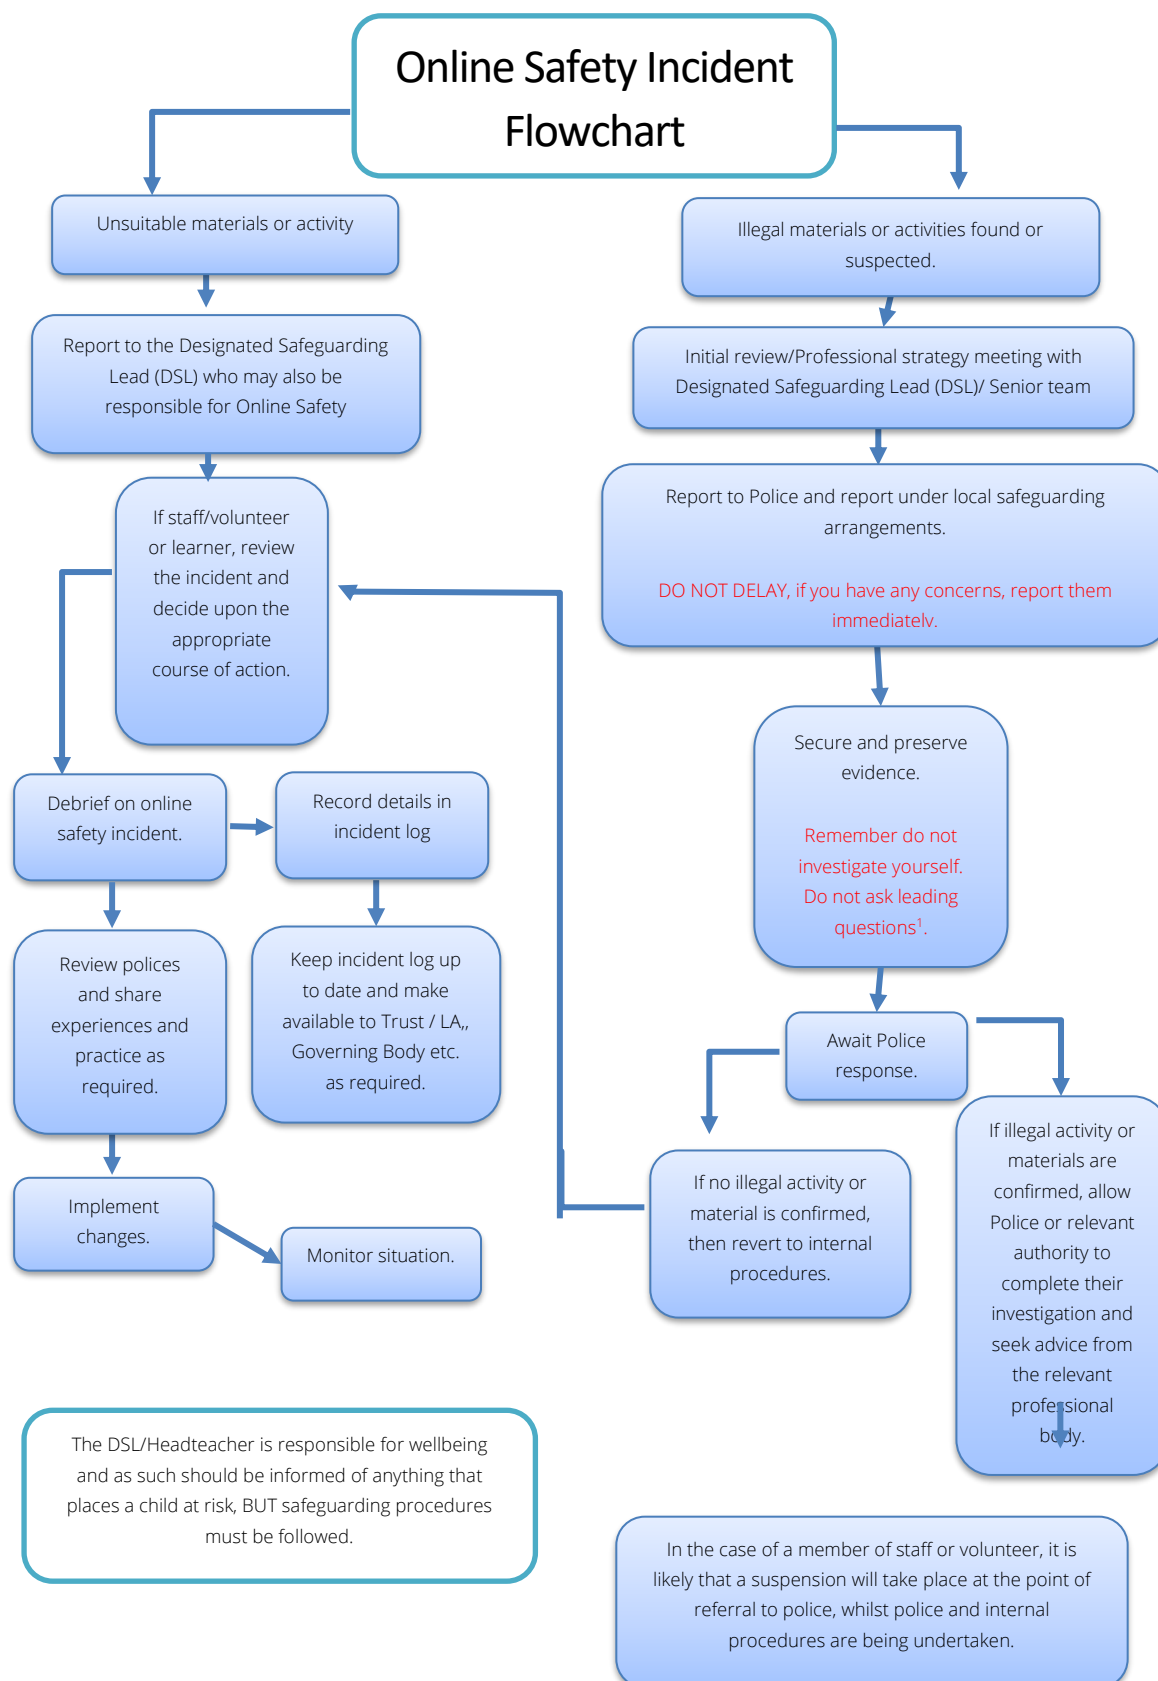 Online Safety Incident
Flowchart
Unsuitable materials or activity
Report to the Designated Safeguarding
Lead (DSL) who may also be
responsible for Online Safety
If staff/volunteer
or learner, review
the incident and
decide upon the
appropriate
course of action.
Debrief on online
safety incident.
Record details in
incident log
Review polices
and share
experiences and
practice as
required.
Keep incident log up
to date and make
available to Trust / LA,,
Governing Body etc.
as required.
Implement
changes.
Monitor situation.
Illegal materials or activities found or
suspected.
Initial review/Professional strategy meeting with
Designated Safeguarding Lead (DSL)/ Senior team
Report to Police and report under local safeguarding
arrangements.
DO NOT DELAY, if you have any concerns, report them
immediately.
Secure and preserve
evidence.
Remember do not
investigate yourself.
Do not ask leading
questions¹.
Await Police
response.
If no illegal activity or
material is confirmed,
then revert to internal
procedures.
If illegal activity or
materials are
confirmed, allow
Police or relevant
authority to
complete their
investigation and
seek advice from
the relevant
professional
body.
The DSL/Headteacher is responsible for wellbeing
and as such should be informed of anything that
places a child at risk, BUT safeguarding procedures
must be followed.
In the case of a member of staff or volunteer, it is
likely that a suspension will take place at the point of
referral to police, whilst police and internal
procedures are being undertaken.